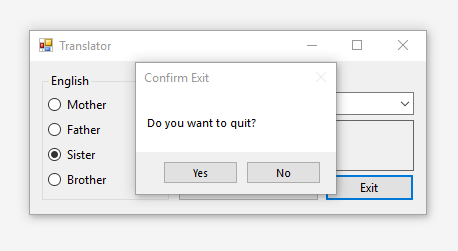 Translator
Confirm Exit
English
Mother
Do you want to quit?
Father
Sister
Yes
No
Brother
Exit